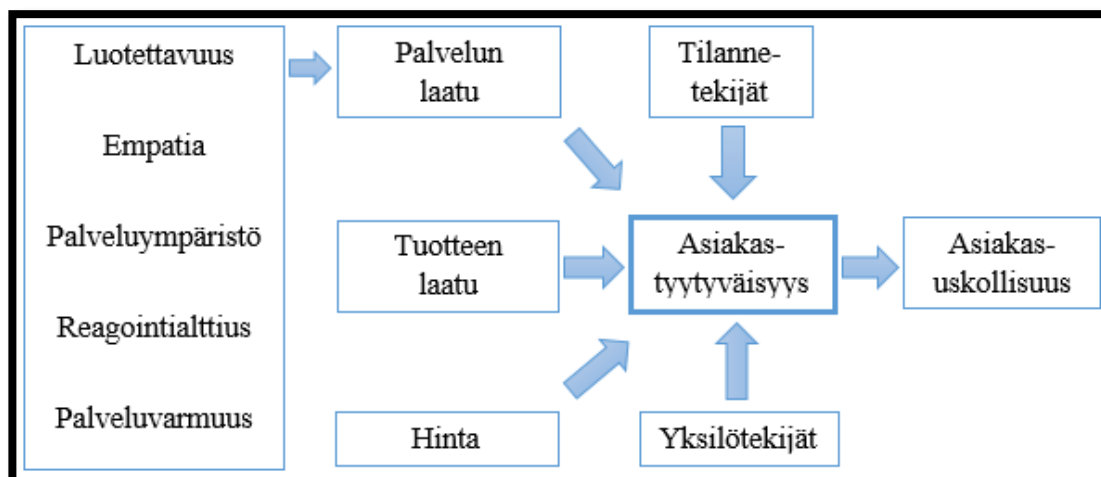 Luotettavuus
Empatia
Palveluympäristö
Reagointialttius
Palveluvarmuus
Palvelun
laatu
Tuotteen
laatu
Hinta
Tilanne-
tekijät
Asiakas-
tyytyväisyys
Yksilötekijät
Asiakas-
uskollisuus